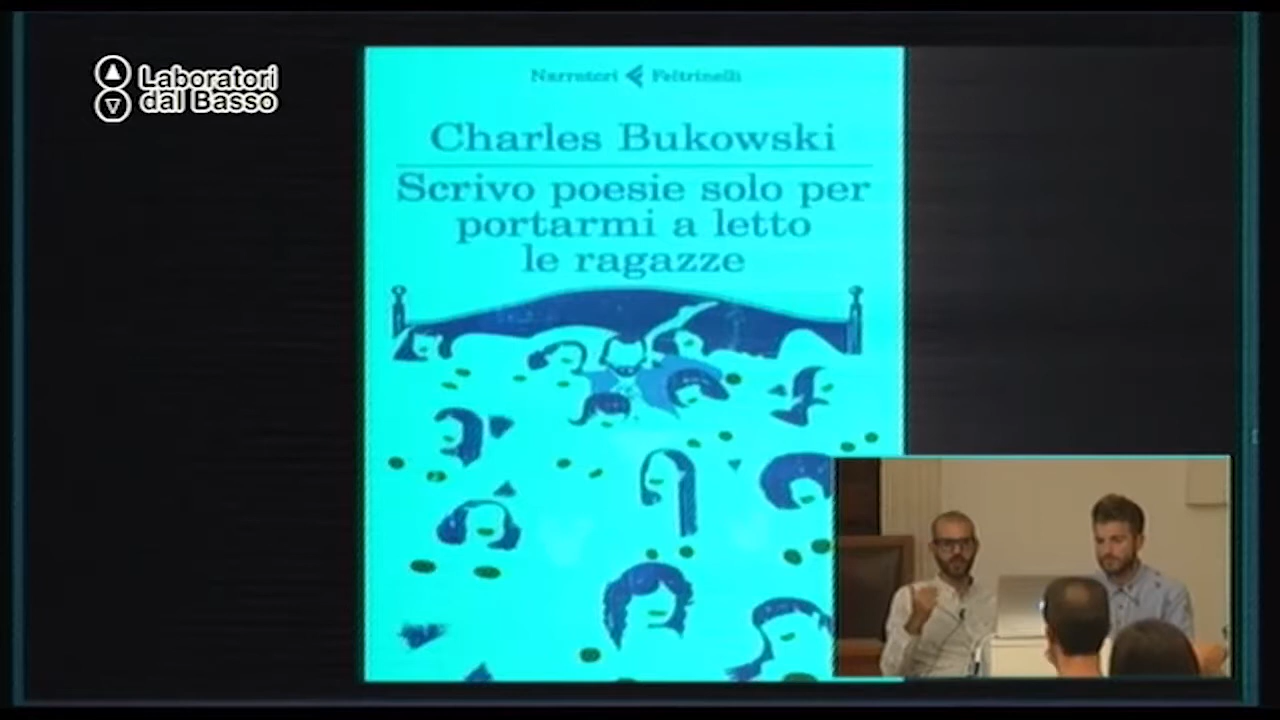 Laboratori
dal Basso
Narratori Feltrinelli
Charles Bukowski
Scrivo poesie solo per
portarmi a letto
le ragazze